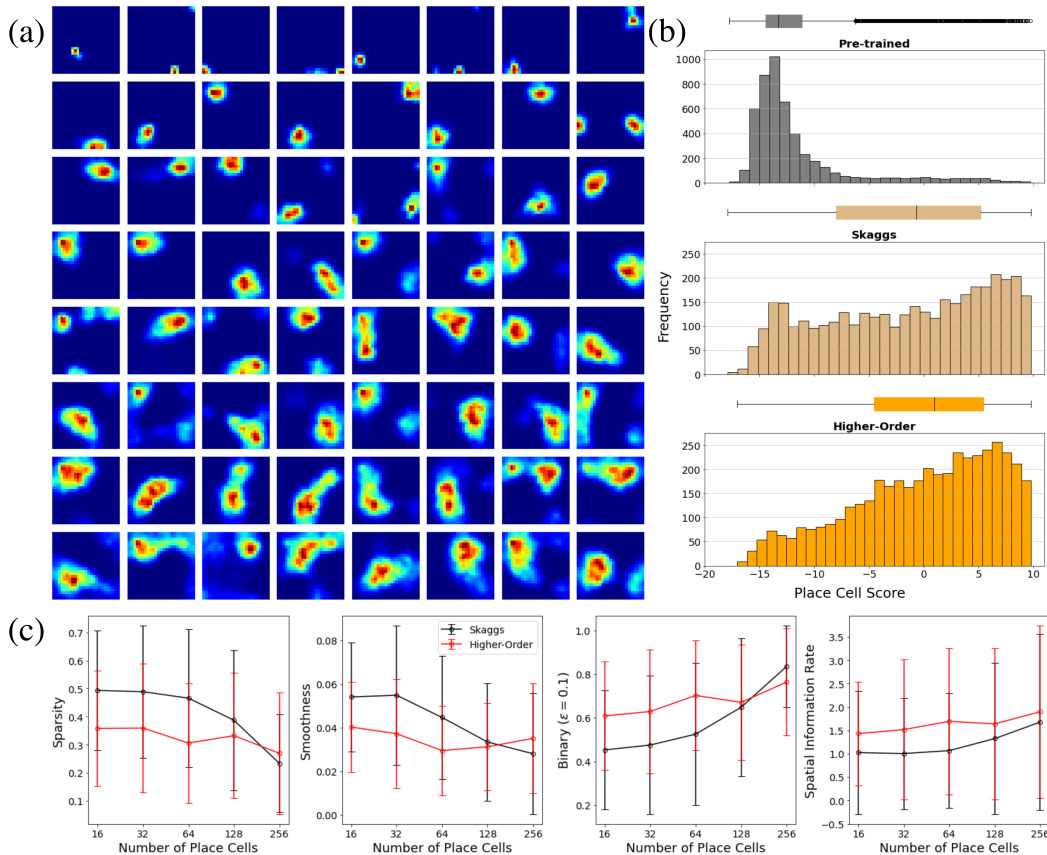 (a)
(b)
Pre-trained
1000
800
600
400
200
0
Skaggs
250
200
150
100
50
0
Frequency
Higher-Order
250
200
150
100
50
0
-20 -15 -10 -5 0 5 10
Place Cell Score
(c)
Sparsity
0.7
0.6
0.5
0.4
0.3
0.2
0.1
16 32 64 128 256
Number of Place Cells
Smoothness
0.08
0.06
0.04
0.02
0.00
Skaggs
Higher-Order
16 32 64 128 256
Number of Place Cells
Binary (ε = 0.1)
1.0
0.8
0.6
0.4
0.2
16 32 64 128 256
Number of Place Cells
Spatial Information Rate
3.5
3.0
2.5
2.0
1.5
1.0
0.5
0.0
-0.5
16 32 64 128 256
Number of Place Cells